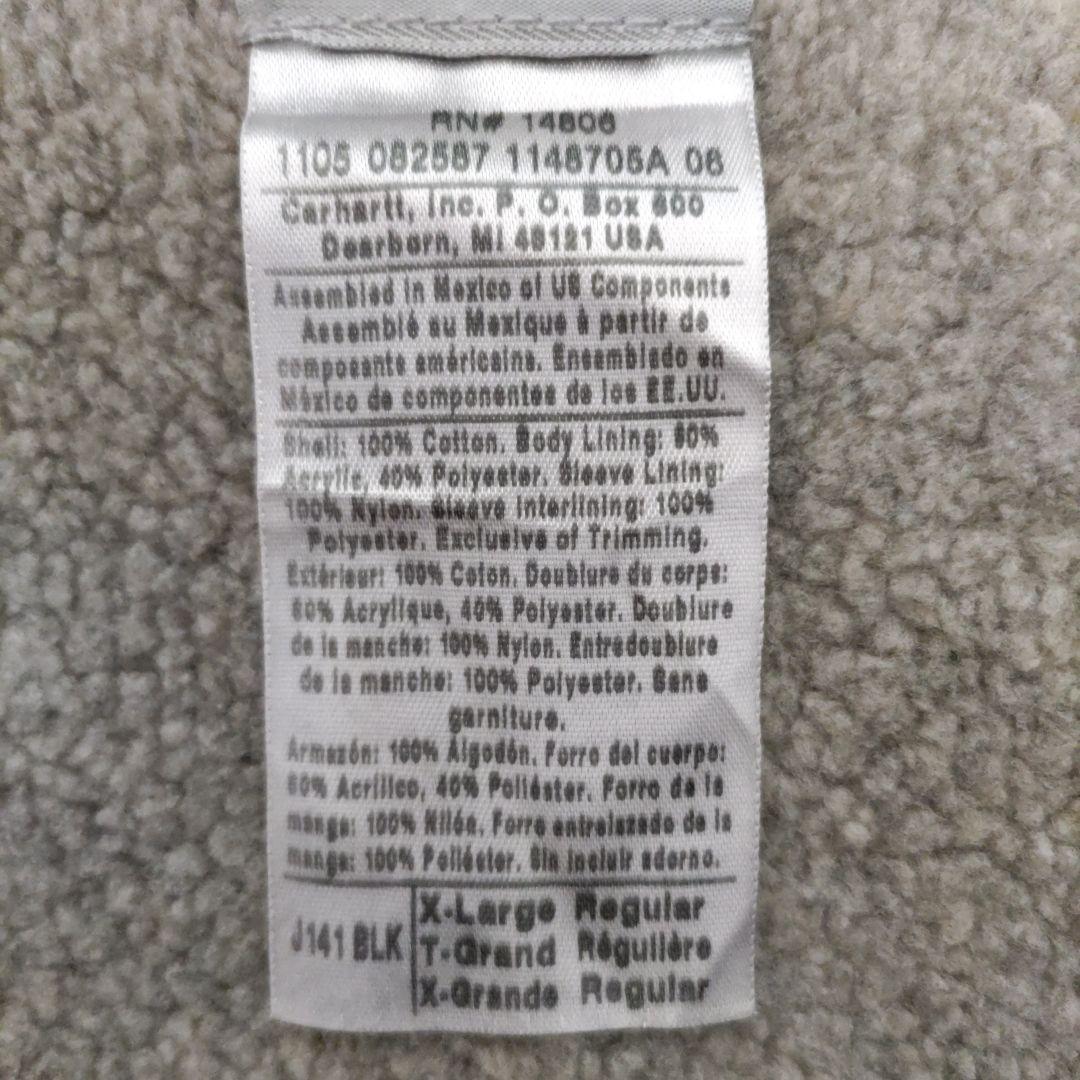 RN# 14806
1105 082587 1148705A 06
Carhartt, Inc. P. O. Box 600
Dearborn, MI 48121 USA
Assembled in Mexico of US Components
Assemblé au Mexique à partir de
composants américains. Ensamblado en
México de componentes de los EE.UU.
Shell: 100% Cotton. Body Lining: 60%
Acrylic, 40% Polyester. Sleeve Lining:
100% Nylon. Sleeve Interlining: 100%
Polyester. Exclusive of Trimming.
Extérieur: 100% Coton. Doublure du corps:
60% Acrylique, 40% Polyester. Doublure
de la manche: 100% Nylon. Entredoublure
de la manche: 100% Polyester. Sans
garniture.
Armazón: 100% Algodón. Forro del cuerpo:
60% Acrílico, 40% Poliéster. Forro de la
manga: 100% Nilón. Forro entrelazado de la
manga: 100% Poliéster. Sin incluir adorno.
J141 BLK
X-Large Regular
T-Grand Régulière
X-Grande Regular